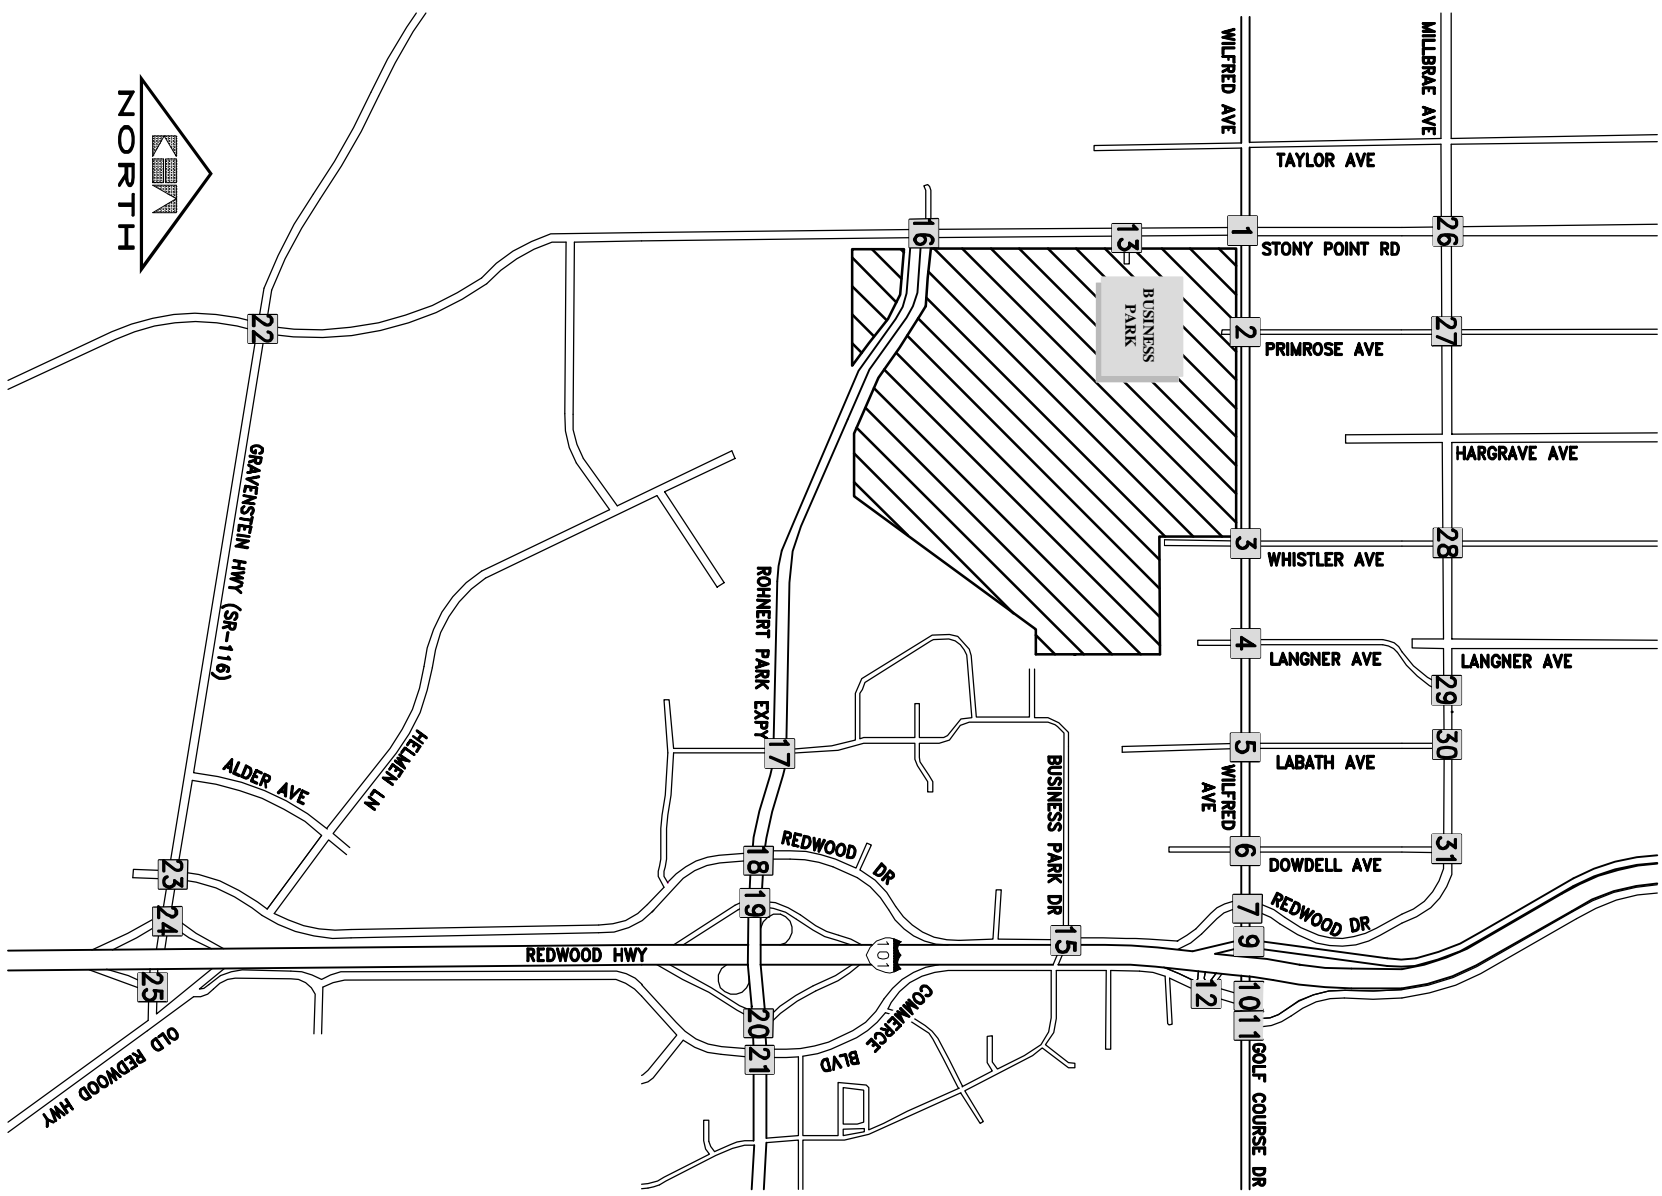 WILFRED AVE
MILLBRAE AVE
TAYLOR AVE
KEM
NORTH
16
13
1
STONY POINT RD
26
BUSINESS
PARK
22
2
PRIMROSE AVE
27
HARGRAVE AVE
GRAVENSTEIN HWY (SR-116)
3
WHISTLER AVE
28
ROHNERT PARK EXPY
4
LANGNER AVE
LANGNER AVE
29
HELMEN LN
17
5
LABATH AVE
30
ALDER AVE
BUSINESS PARK DR
WILFRED
AVE
REDWOOD DR
18
6
DOWDELL AVE
31
23
19
7
REDWOOD DR
24
15
9
REDWOOD HWY
101
25
12
10
20
11
COMMERCE BLVD
21
OLD REDWOOD HWY
GOLF COURSE DR